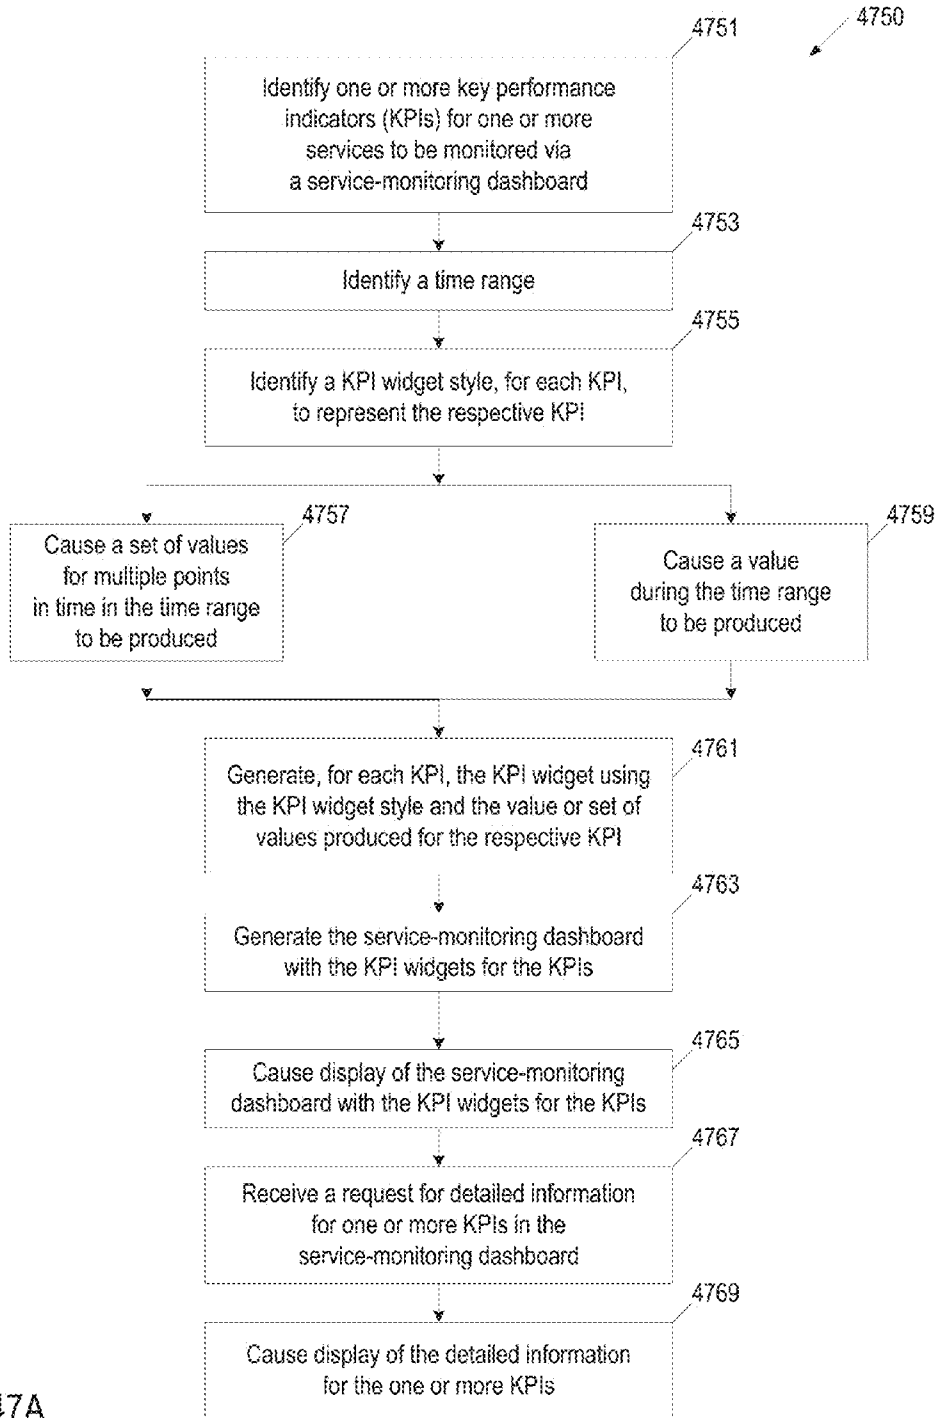 4750
4751
Identify one or more key performance
indicators (KPIs) for one or more
services to be monitored via
a service-monitoring dashboard
4753
Identify a time range
4755
Identify a KPI widget style, for each KPI,
to represent the respective KPI
4757
Cause a set of values
for multiple points
in time in the time range
to be produced
4759
Cause a value
during the time range
to be produced
4761
Generate, for each KPI, the KPI widget using
the KPI widget style and the value or set of
values produced for the respective KPI
4763
Generate the service-monitoring dashboard
with the KPI widgets for the KPIs
4765
Cause display of the service-monitoring
dashboard with the KPI widgets for the KPIs
4767
Receive a request for detailed information
for one or more KPIs in the
service-monitoring dashboard
4769
Cause display of the detailed information
for the one or more KPIs
47A